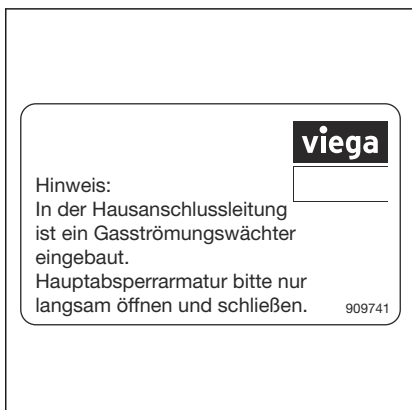 viega
Hinweis:
In der Hausanschlussleitung
ist ein Gasströmungswächter
eingebaut.
Hauptabsperrarmatur bitte nur
langsam öffnen und schließen.
909741